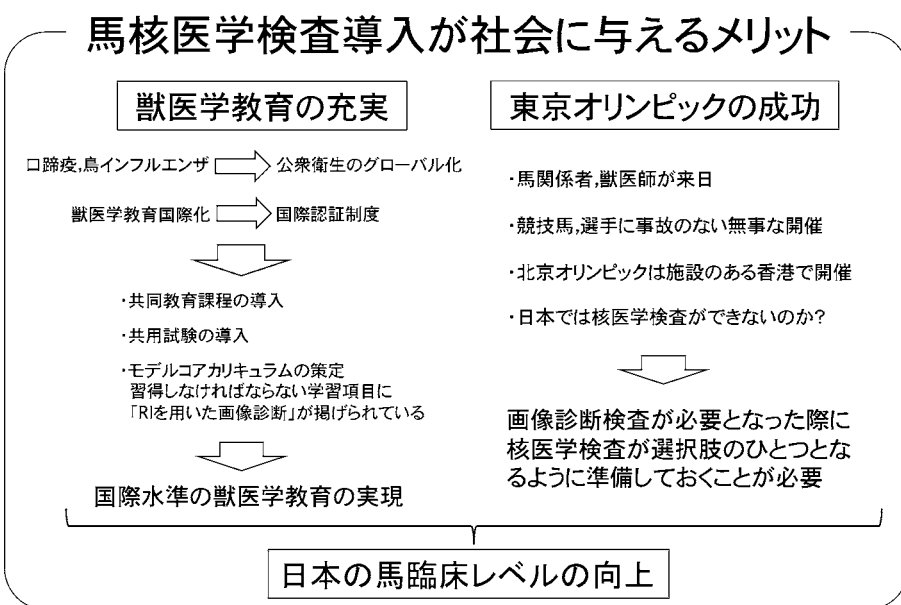 馬核医学検査導入が社会に与えるメリット
獣医学教育の充実
口蹄疫,鳥インフルエンザ
公衆衛生のグローバル化
獣医学教育国際化
国際認証制度
・共同教育課程の導入
・共用試験の導入
・モデルコアカリキュラムの策定
習得しなければならない学習項目に
「RIを用いた画像診断」が掲げられている
国際水準の獣医学教育の実現
東京オリンピックの成功
・馬関係者,獣医師が来日
・競技馬,選手に事故のない無事な開催
・北京オリンピックは施設のある香港で開催
・日本では核医学検査ができないのか?
画像診断検査が必要となった際に
核医学検査が選択肢のひとつとな
るように準備しておくことが必要
日本の馬臨床レベルの向上